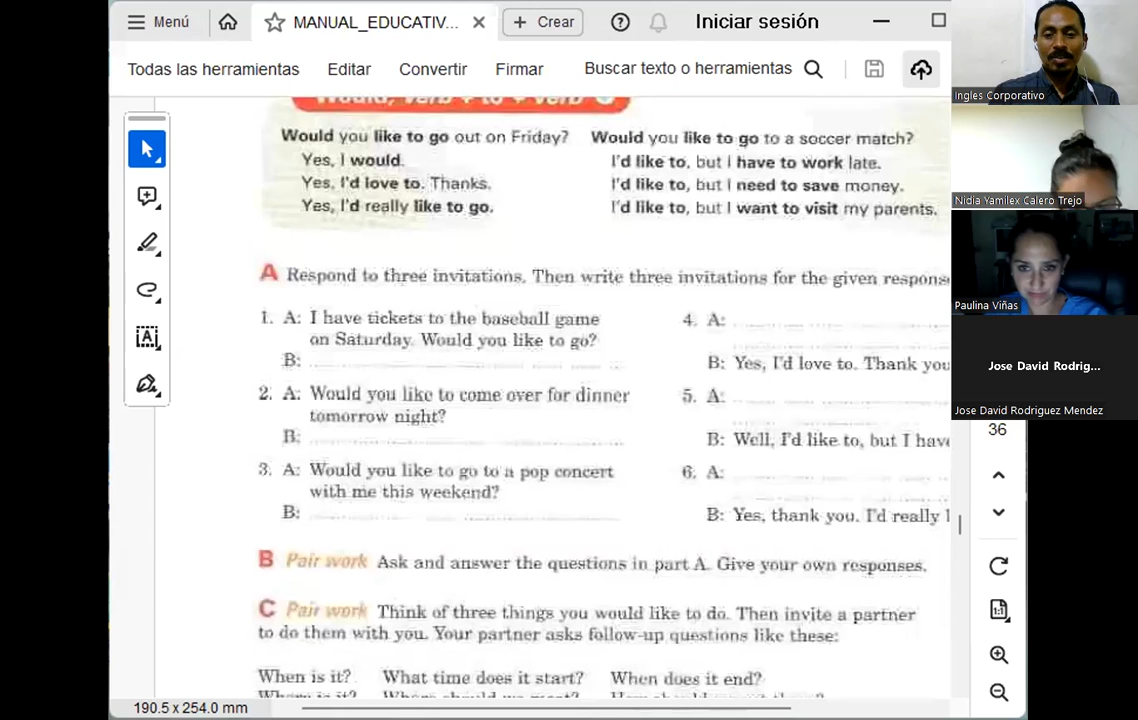 Menú
MANUAL_EDUCATIV...
Crear
Iniciar sesión
Todas las herramientas
Editar
Convertir
Firmar
Buscar texto o herramientas
Would, verb + to + verb
Would you like to go out on Friday?
Yes, I would.
Yes, I'd love to. Thanks.
Yes, I'd really like to go.
Would you like to go to a soccer match?
I'd like to, but I have to work late.
I'd like to, but I need to save money.
I'd like to, but I want to visit my parents.
A Respond to three invitations. Then write three invitations for the given respons
1. A: I have tickets to the baseball game
on Saturday. Would you like to go?
B:
2. A: Would you like to come over for dinner
tomorrow night?
B:
3. A: Would you like to go to a pop concert
with me this weekend?
B:
4. A:
B: Yes, I'd love to. Thank you
5. A:
B: Well, I'd like to, but I have
6. A:
B: Yes, thank you. I'd really l
B Pair work Ask and answer the questions in part A. Give your own responses.
C Pair work Think of three things you would like to do. Then invite a partner
to do them with you. Your partner asks follow-up questions like these:
When is it? What time does it start? When does it end?
190.5 x 254.0 mm
36
Ingles Corporativo
Nidia Yamilex Calero Trejo
Paulina Viñas
Jose David Rodrig...
Jose David Rodriguez Mendez